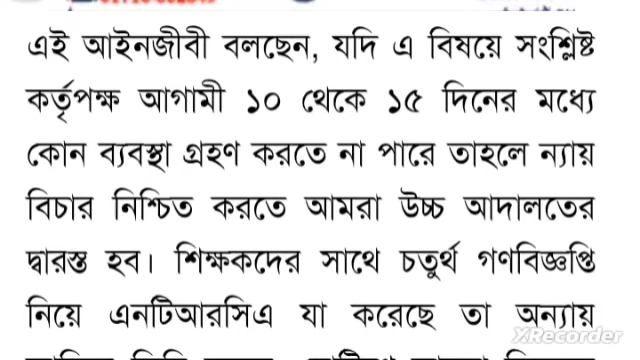 এই আইনজীবী বলছেন, যদি এ বিষয়ে সংশ্লিষ্ট
কর্তৃপক্ষ আগামী ১০ থেকে ১৫ দিনের মধ্যে
কোন ব্যবস্থা গ্রহণ করতে না পারে তাহলে ন্যায়
বিচার নিশ্চিত করতে আমরা উচ্চ আদালতের
দ্বারস্ত হব। শিক্ষকদের সাথে চতুর্থ গণবিজ্ঞপ্তি
নিয়ে এনটিআরসিএ যা করেছে তা অন্যায়
XRecorder